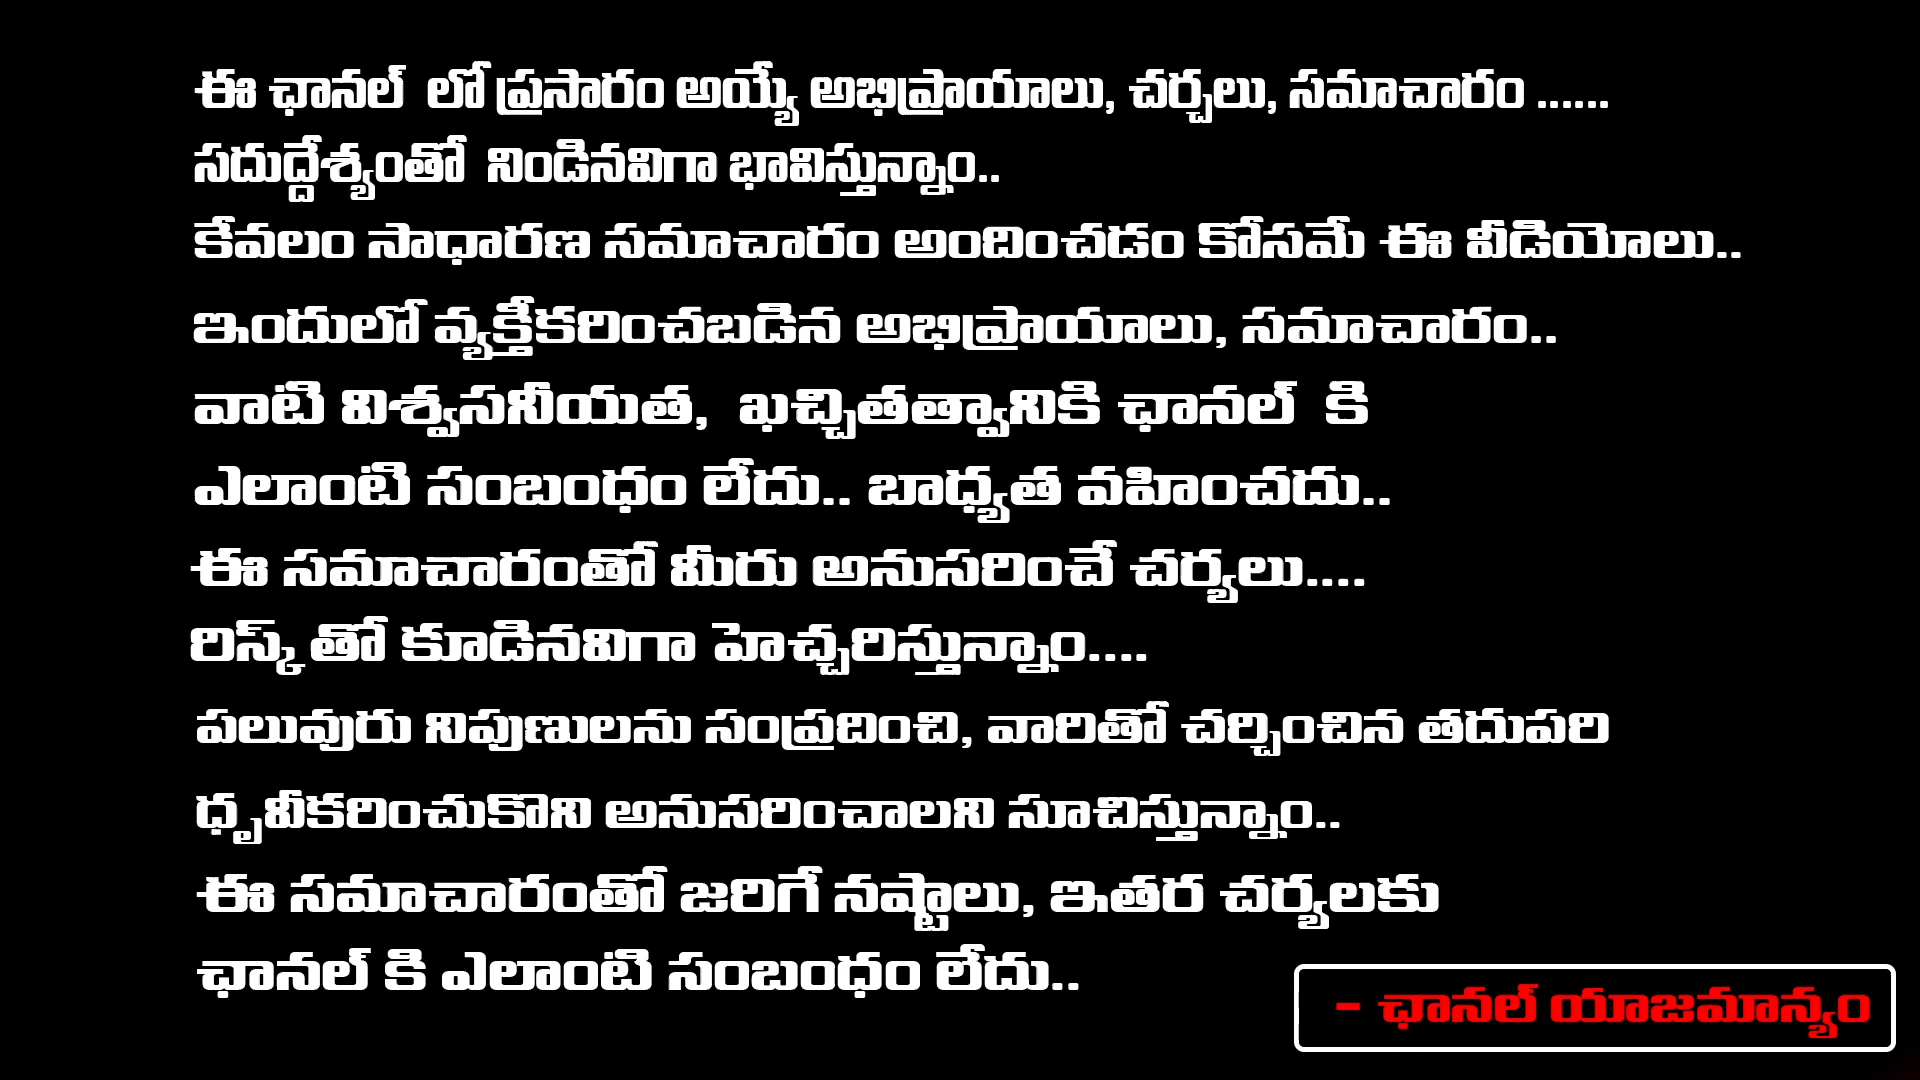 ఈ ఛానల్ లో ప్రసారం అయ్యే అభిప్రాయాలు, చర్చలు, సమాచారం ......
సదుద్దేశ్యంతో నిండినవిగా భావిస్తున్నాం..
కేవలం సాధారణ సమాచారం అందించడం కోసమే ఈ వీడియోలు..
ఇందులో వ్యక్తీకరించబడిన అభిప్రాయాలు, సమాచారం..
వాటి విశ్వసనీయత, ఖచ్చితత్వానికి ఛానల్ కి
ఎలాంటి సంబంధం లేదు.. బాధ్యత వహించదు..
ఈ సమాచారంతో మీరు అనుసరించే చర్యలు....
రిస్క్ తో కూడినవిగా హెచ్చరిస్తున్నాం....
పలువురు నిపుణులను సంప్రదించి, వారితో చర్చించిన తదుపరి
ధృవీకరించుకొని అనుసరించాలని సూచిస్తున్నాం..
ఈ సమాచారంతో జరిగే నష్టాలు, ఇతర చర్యలకు
ఛానల్ కి ఎలాంటి సంబంధం లేదు..
- ఛానల్ యాజమాన్యం